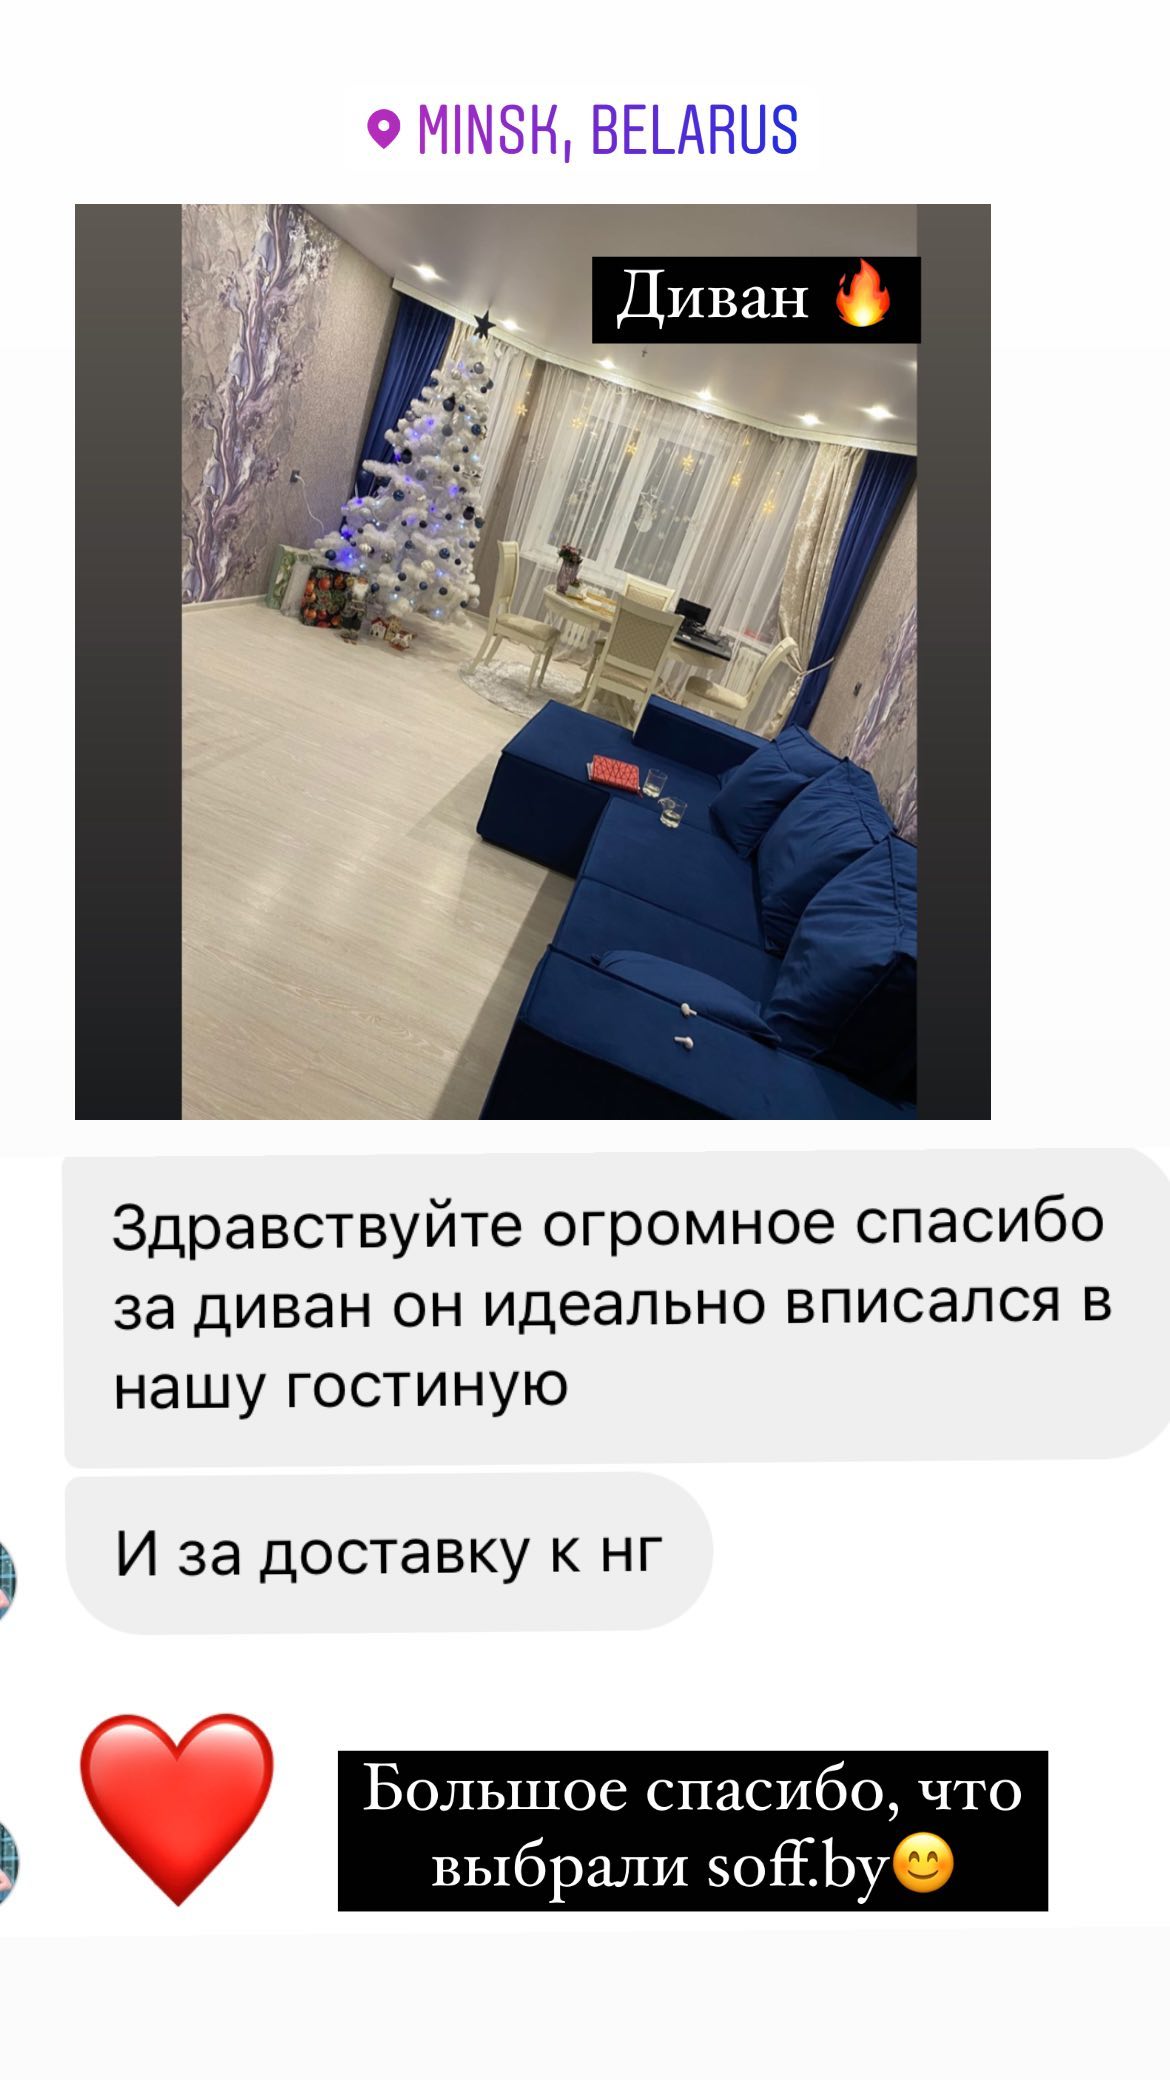 MINSK, BELARUS
Диван 🔥
Здравствуйте огромное спасибо
за диван он идеально вписался в
нашу гостиную
И за доставку к нг
Большое спасибо, что
выбрали soff.by😊